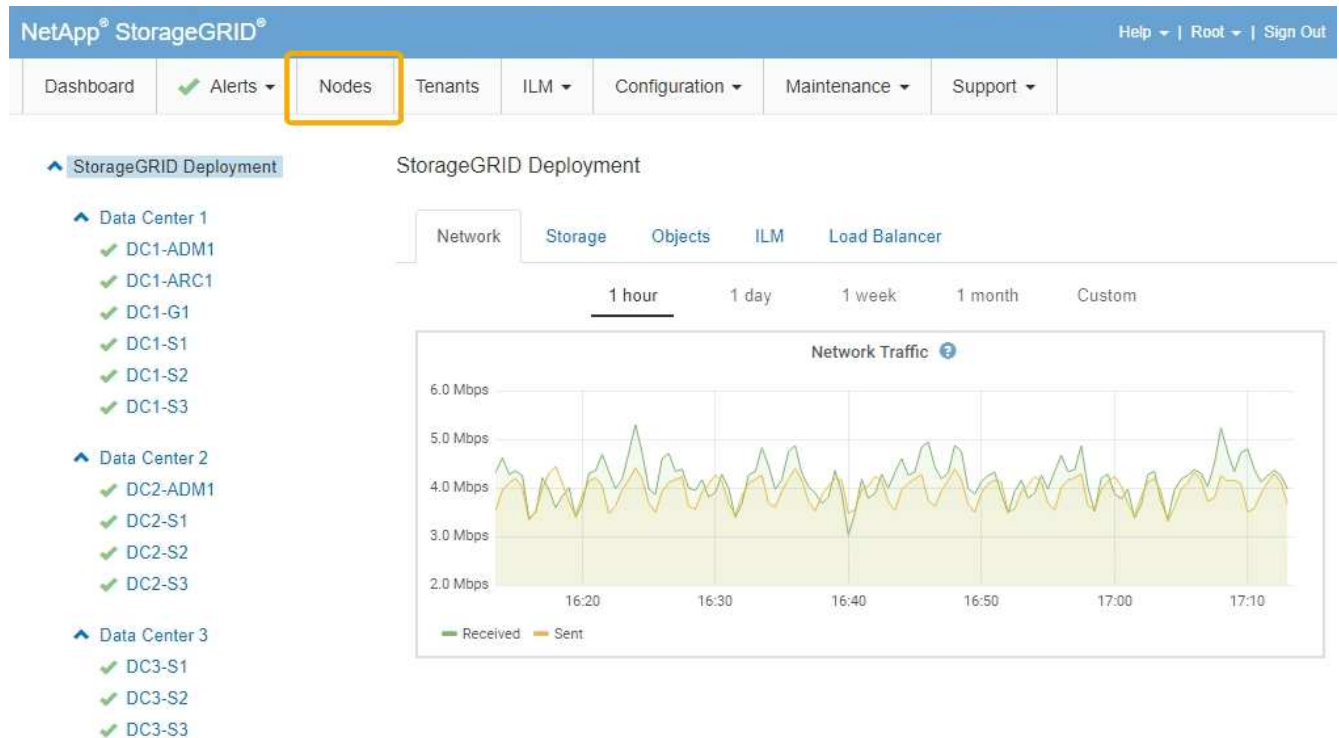 NetApp® StorageGRID®
Help | Root | Sign Out
Dashboard Alerts Nodes Tenants ILM Configuration Maintenance Support
StorageGRID Deployment
Data Center 1
DC1-ADM1
DC1-ARC1
DC1-G1
DC1-S1
DC1-S2
DC1-S3
Data Center 2
DC2-ADM1
DC2-S1
DC2-S2
DC2-S3
Data Center 3
DC3-S1
DC3-S2
DC3-S3
StorageGRID Deployment
Network Storage Objects ILM Load Balancer
1 hour 1 day 1 week 1 month Custom
Network Traffic ?
6.0 Mbps
5.0 Mbps
4.0 Mbps
3.0 Mbps
2.0 Mbps
16:20 16:30 16:40 16:50 17:00 17:10
Received Sent